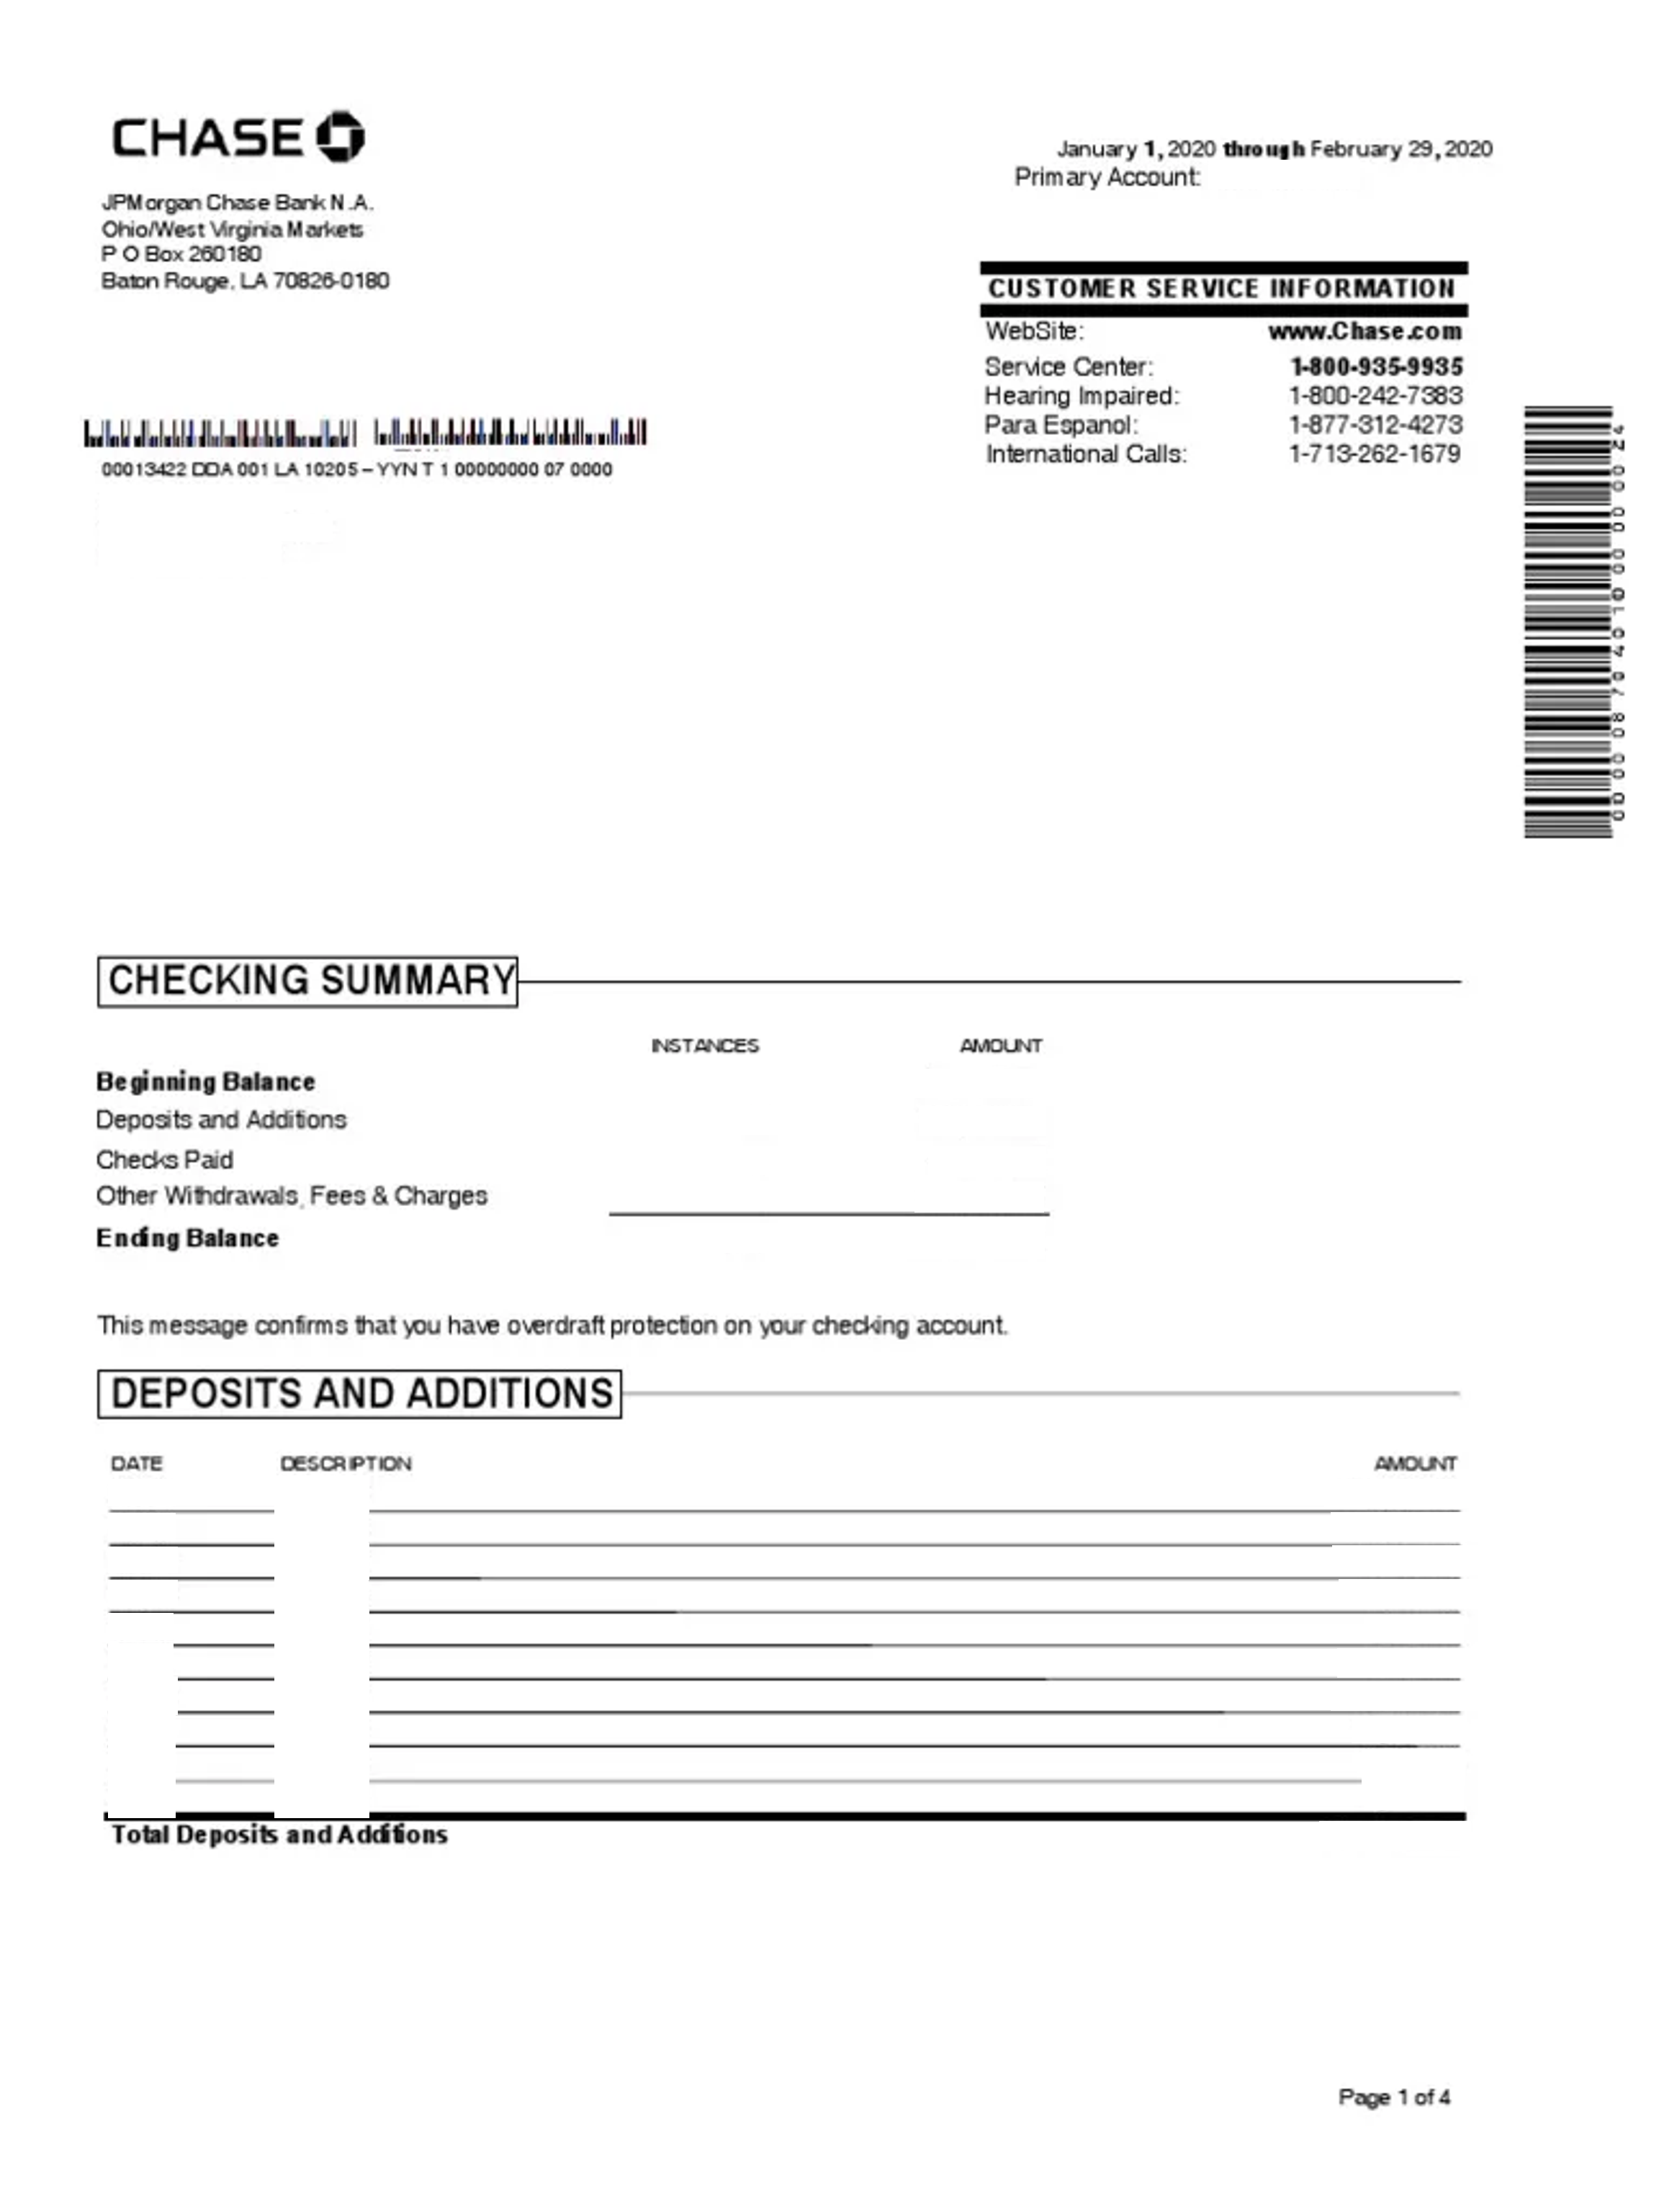 CHASE
JPMorgan Chase Bank N.A.
Ohio/West Virginia Markets
P O Box 260180
Baton Rouge, LA 70826-0180
January 1, 2020 through February 29, 2020
Primary Account:
CUSTOMER SERVICE INFORMATION
WebSite: www.Chase.com
Service Center: 1-800-935-9935
Hearing Impaired: 1-800-242-7383
Para Espanol: 1-877-312-4273
International Calls: 1-713-262-1679
00013422 DDA 001 LA 10205 – YYN T 1 00000000 07 0000
CHECKING SUMMARY
INSTANCES AMOUNT
Beginning Balance
Deposits and Additions
Checks Paid
Other Withdrawals, Fees & Charges
Ending Balance
This message confirms that you have overdraft protection on your checking account.
DEPOSITS AND ADDITIONS
DATE DESCRIPTION AMOUNT
Total Deposits and Additions
Page 1 of 4